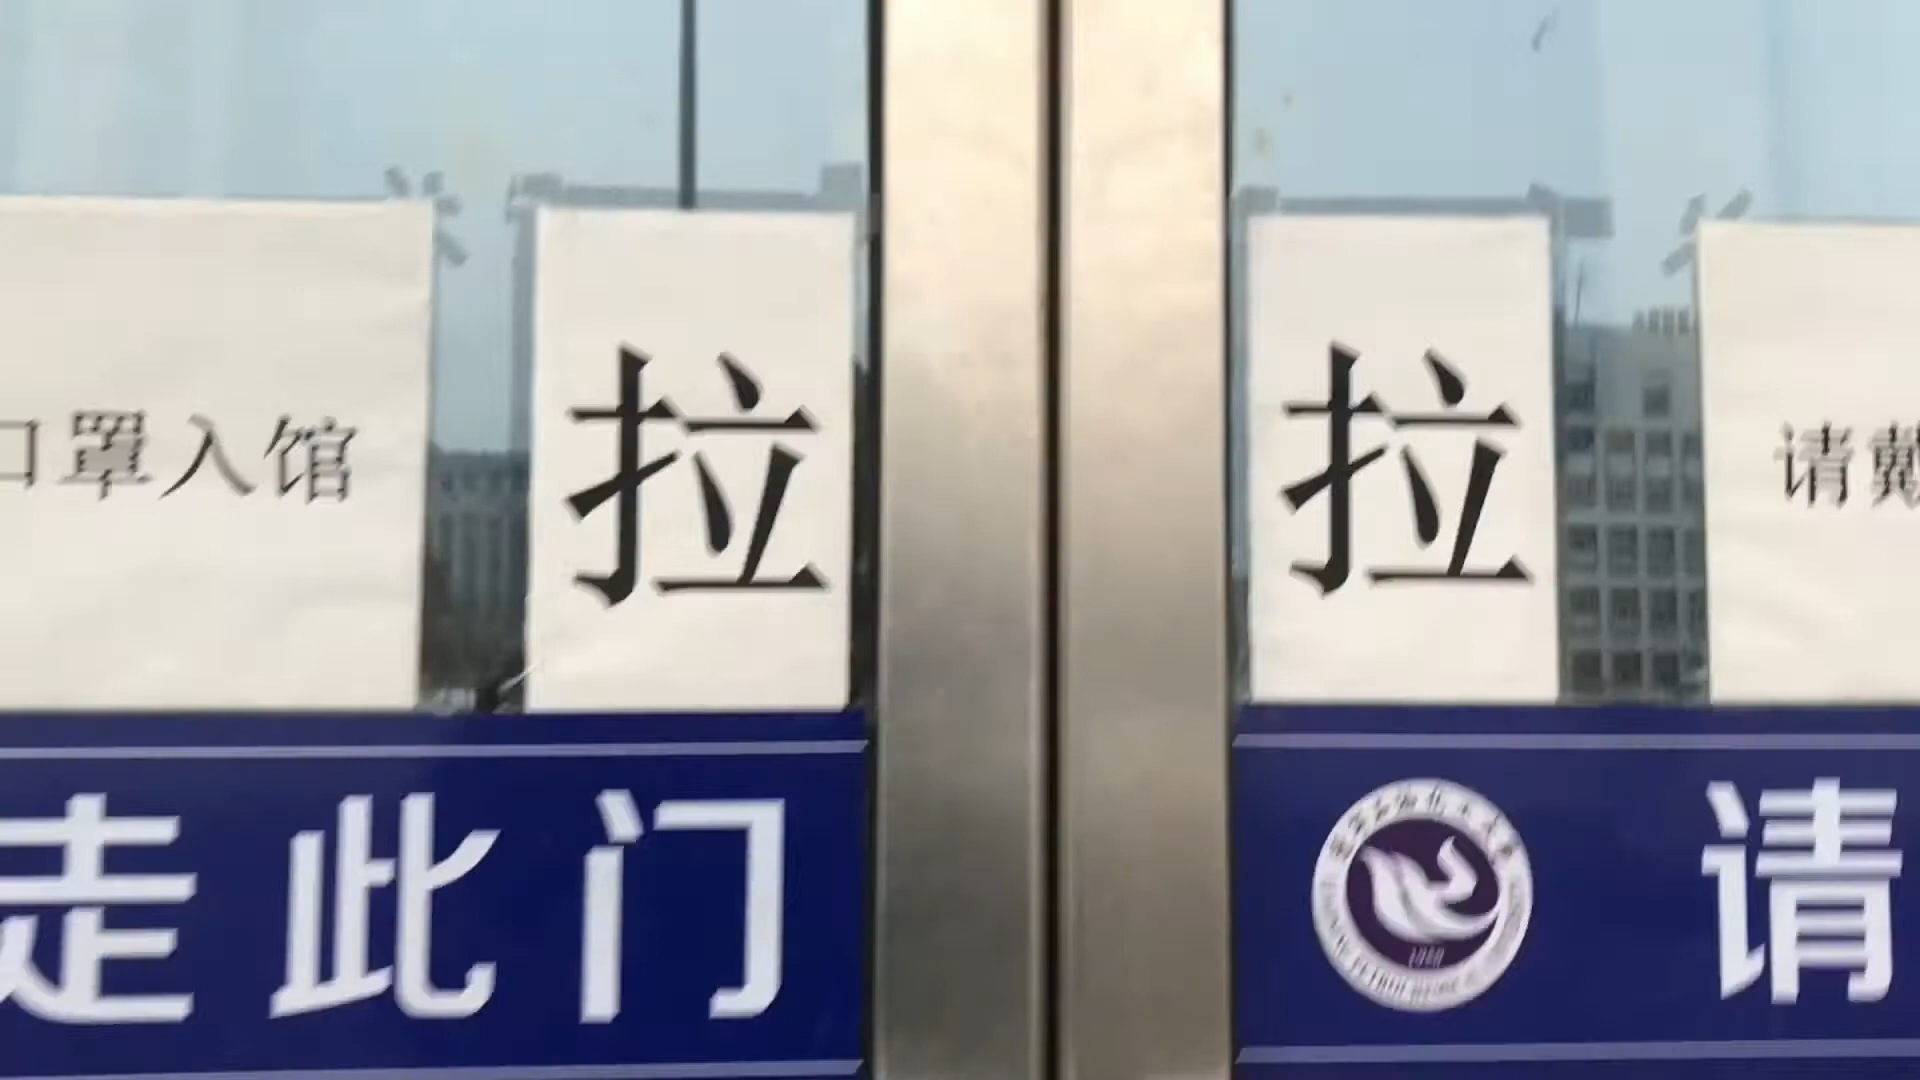 口罩入馆
拉
拉
请戴
走此门
请